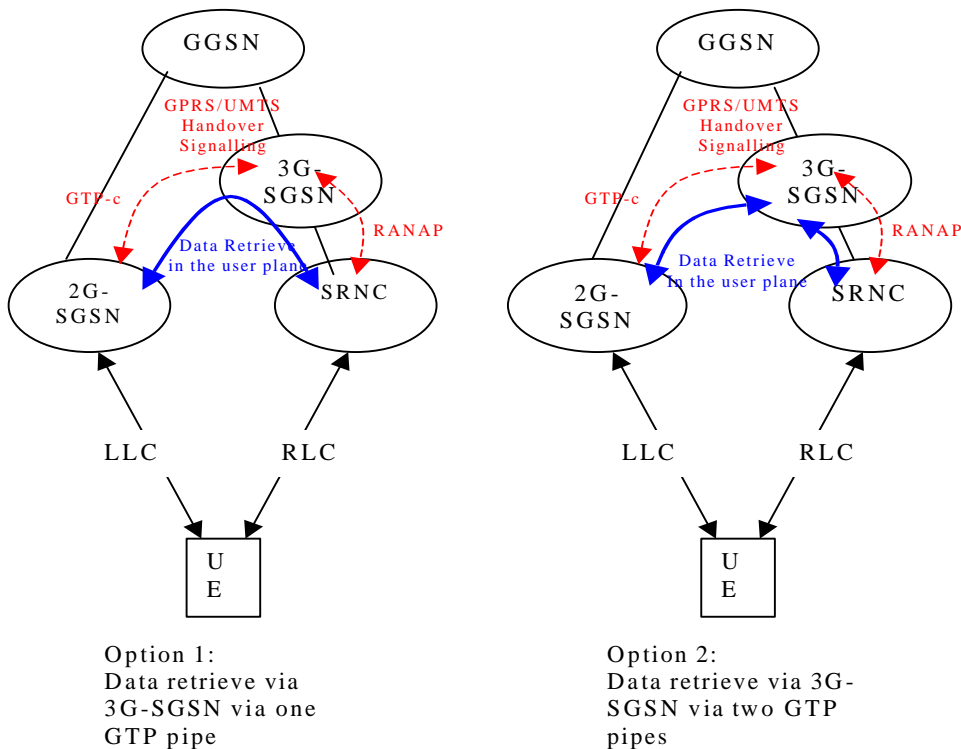 GGSN
GPRS/UMTS
Handover
Signalling
3G-
SGSN
GTP-c
RANAP
Data Retrieve
in the user plane
2G-
SGSN
SRNC
LLC
RLC
U
E
Option 1:
Data retrieve via
3G-SGSN via one
GTP pipe
GGSN
GPRS/UMTS
Handover
Signalling
3G-
SGSN
GTP-c
RANAP
Data Retrieve
In the user plane
2G-
SGSN
SRNC
LLC
RLC
U
E
Option 2:
Data retrieve via 3G-
SGSN via two GTP
pipes